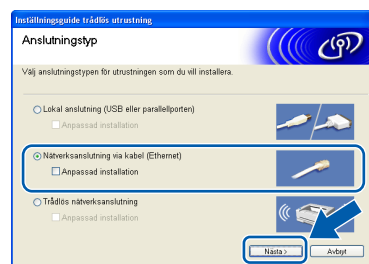 Inställningsguide trådlös utrustning
Anslutningstyp
Välj anslutningstypen för utrustningen som du vill installera.
Lokal anslutning (USB eller parallellporten)
Anpassad installation
Nätverksanslutning via kabel (Ethernet)
Anpassad installation
Trådlös nätverksanslutning
Anpassad installation
Nästa >
Avbryt